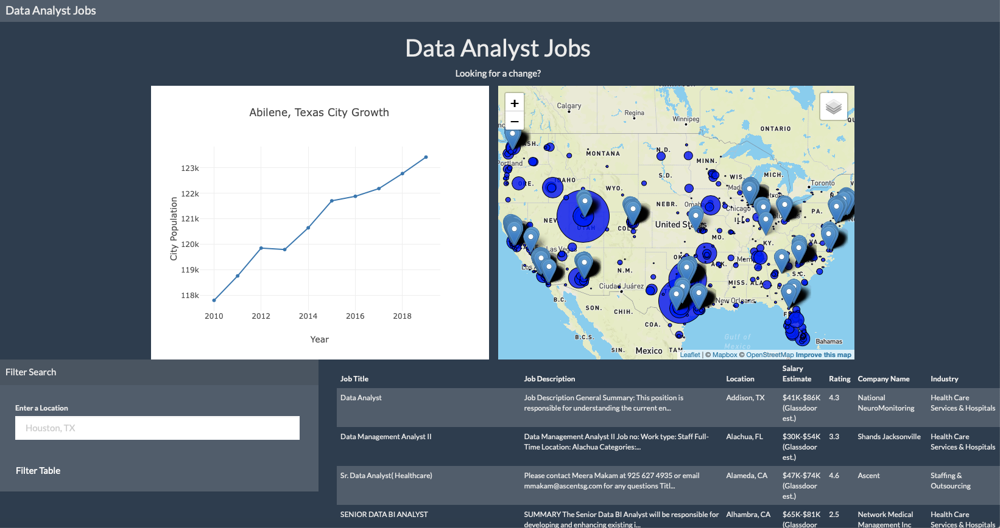 Data Analyst Jobs
Data Analyst Jobs
Looking for a change?
Abilene, Texas City Growth
City Population
123k
122k
121k
120k
119k
118k
2010 2012 2014 2016 2018
Year
+
−
Calgary
Regina
Winnipeg
ONTARIO
ASH.
MONTANA
N.D.
MINN.
Portland
ORE.
IDAHO
S.D.
WIS.
MICH.
Toronto
WYO.
NEBR.
Chicago
PA.
NEV
UTAH
COL
United States
ILL
MO.
KY.
VA.
Las Vegas
N.M.
S.C.
Ciudad Juárez
MISS.
ALA
B.C.
SON.
New Orleans
CHIH.
COA.
B.C.S.
Gulf of
Mexico
Bahamas
SIN.
Mexico
TAM
Leaflet | © Mapbox © OpenStreetMap Improve this map
Filter Search
Enter a Location
Houston, TX
Filter Table
Job Title Job Description Location Salary Estimate Rating Company Name Industry
Data Analyst
Job Description General Summary: This position is
responsible for understanding the current en...
Addison, TX
$41K-$86K
(Glassdoor
est.)
4.3
National
NeuroMonitoring
Health Care
Services & Hospitals
Data Management Analyst II
Data Management Analyst II Job no: Work type: Staff Full-
Time Location: Alachua Categories:...
Alachua, FL
$30K-$54K
(Glassdoor
est.)
3.3
Shands Jacksonville
Health Care
Services & Hospitals
Sr. Data Analyst( Healthcare)
Please contact Meera Makam at 925 627 4935 or email
mmakam@ascentsg.com for any questions Titl...
Alameda, CA
$47K-$74K
(Glassdoor
est.)
4.6
Ascent
Staffing &
Outsourcing
SENIOR DATA BI ANALYST
SUMMARY The Senior Data BI Analyst will be responsible for
developing and enhancing existing i...
Alhambra, CA
$65K-$81K
(Glassdoor
2.5
Network Medical
Management Inc
Health Care
Services & Hospitals